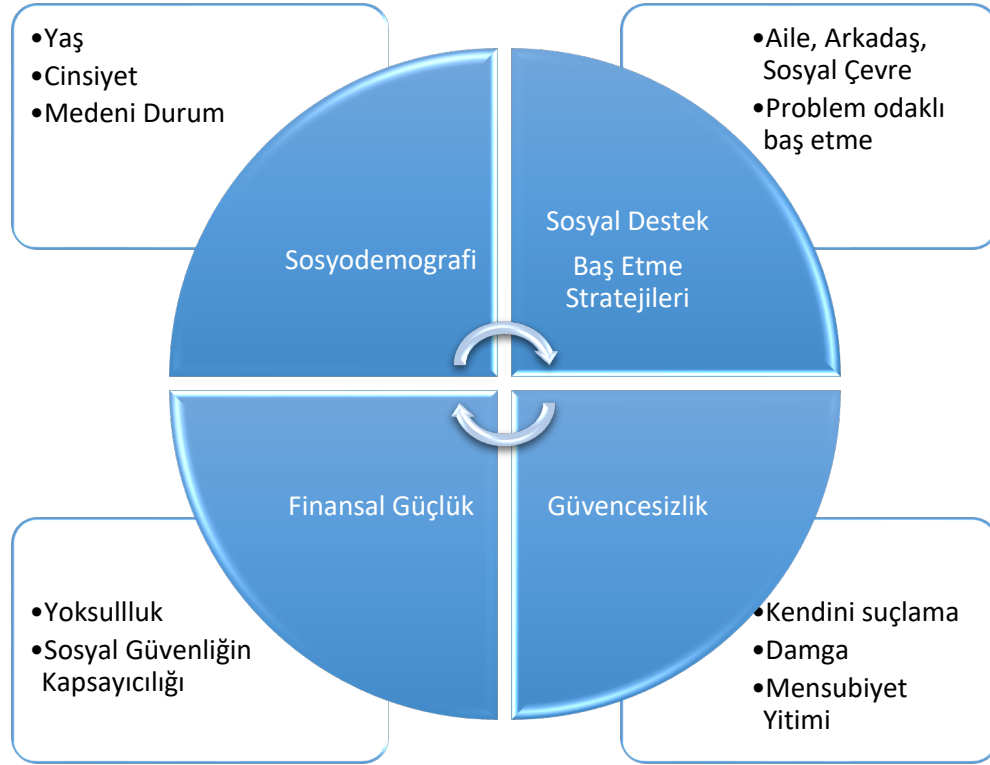 •Yaş
•Cinsiyet
•Medeni Durum
•Aile, Arkadaş,
Sosyal Çevre
•Problem odaklı
baş etme
Sosyodemografi
Sosyal Destek
Baş Etme
Stratejileri
Finansal Güçlük
Güvencesizlik
•Yoksullluk
•Sosyal Güvenliğin
Kapsayıcılığı
•Kendini suçlama
•Damga
•Mensubiyet
Yitimi